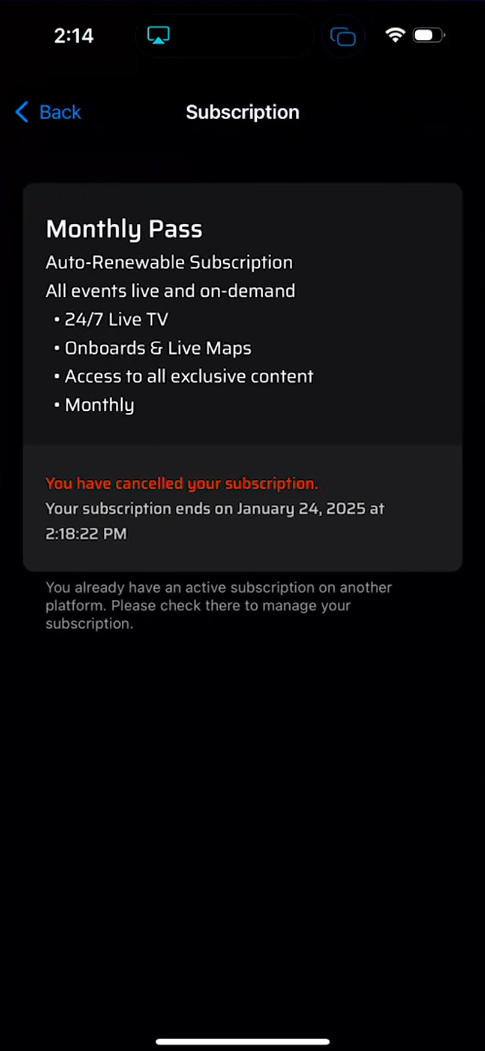 2:14
Back
Subscription
Monthly Pass
Auto-Renewable Subscription
All events live and on-demand
• 24/7 Live TV
• Onboards & Live Maps
• Access to all exclusive content
• Monthly
You have cancelled your subscription.
Your subscription ends on January 24, 2025 at
2:18:22 PM
You already have an active subscription on another
platform. Please check there to manage your
subscription.